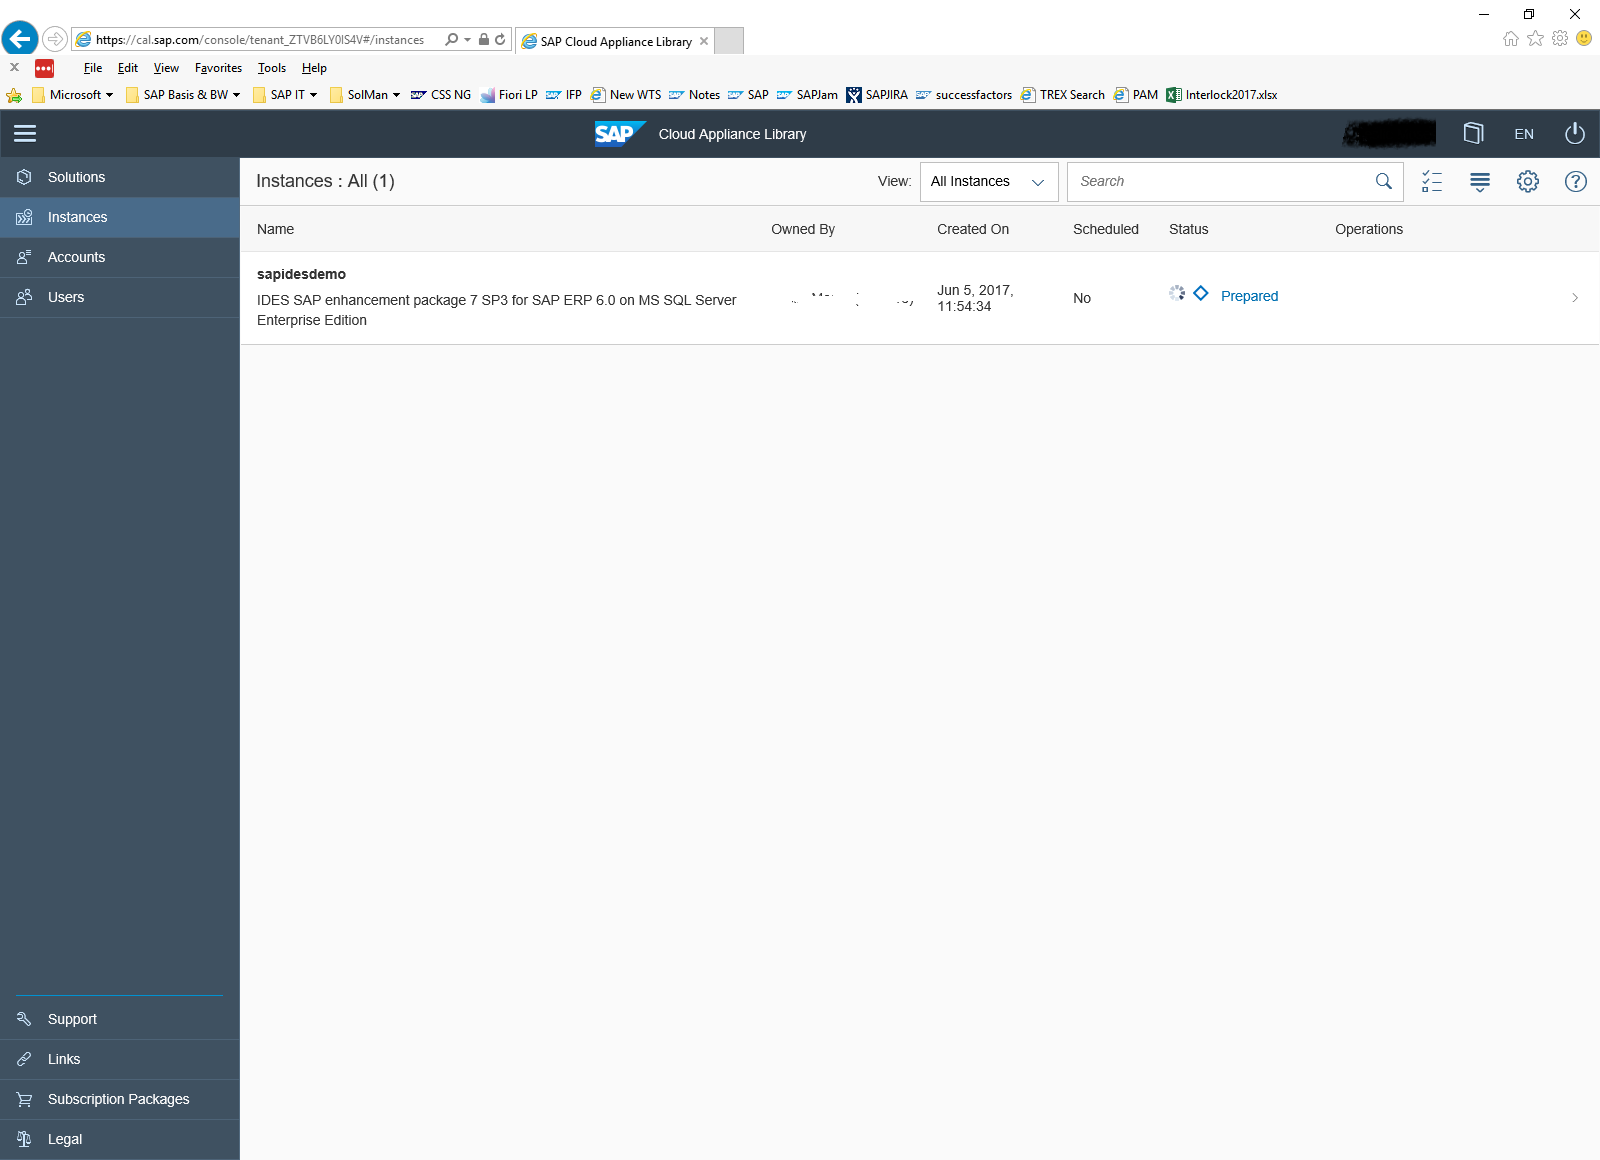 https://cal.sap.com/console/tenant_ZTVB6LY0IS4V#/instances
SAP Cloud Appliance Library
File Edit View Favorites Tools Help
Microsoft SAP Basis & BW SAP IT SolMan CSS NG Fiori LP IFP New WTS Notes SAP SAPJam SAPJIRA successfactors TREX Search PAM Interlock2017.xlsx
SAP Cloud Appliance Library EN
Solutions
Instances
Accounts
Users
Instances : All (1) View: All Instances Search
Name Owned By Created On Scheduled Status Operations
sapidesdemo
IDES SAP enhancement package 7 SP3 for SAP ERP 6.0 on MS SQL Server
Enterprise Edition
Jun 5, 2017,
11:54:34
No
Prepared
Support
Links
Subscription Packages
Legal